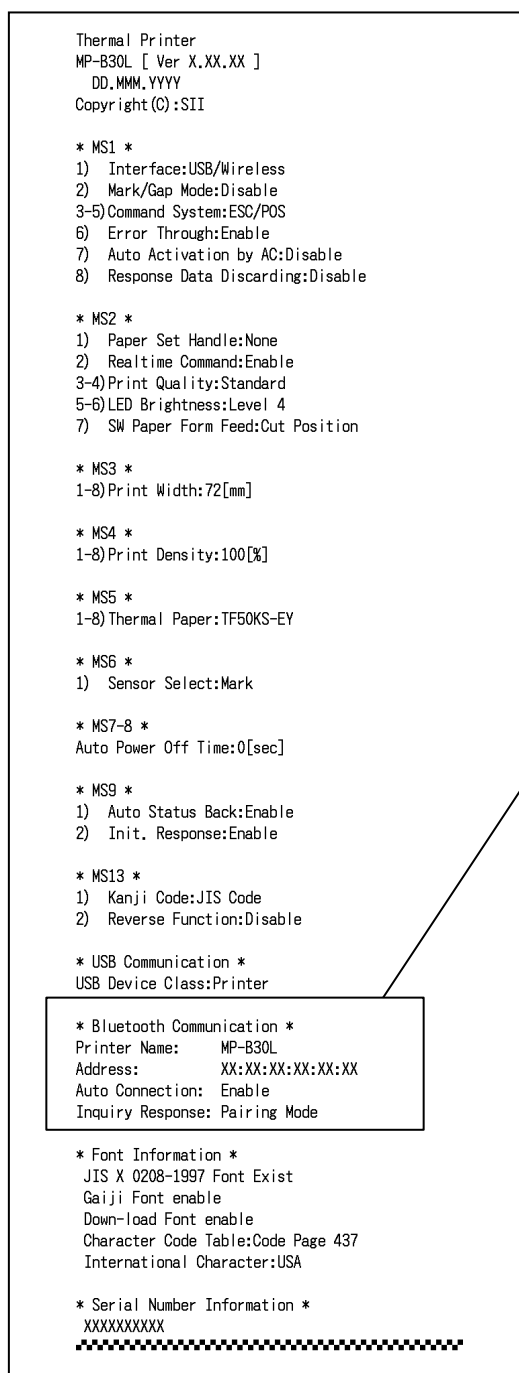 Thermal Printer
MP-B30L [ Ver X.XX.XX ]
DD.MMM.YYYY
Copyright(C):SII
* MS1 *
1) Interface:USB/Wireless
2) Mark/Gap Mode:Disable
3-5)Command System:ESC/POS
6) Error Through:Enable
7) Auto Activation by AC:Disable
8) Response Data Discarding:Disable
* MS2 *
1) Paper Set Handle:None
2) Realtime Command:Enable
3-4)Print Quality:Standard
5-6)LED Brightness:Level 4
7) SW Paper Form Feed:Cut Position
* MS3 *
1-8)Print Width:72[mm]
* MS4 *
1-8)Print Density:100[%]
* MS5 *
1-8)Thermal Paper:TF50KS-EY
* MS6 *
1) Sensor Select:Mark
* MS7-8 *
Auto Power Off Time:0[sec]
* MS9 *
1) Auto Status Back:Enable
2) Init. Response:Enable
* MS13 *
1) Kanji Code:JIS Code
2) Reverse Function:Disable
* USB Communication *
USB Device Class:Printer
* Bluetooth Communication *
Printer Name: MP-B30L
Address: XX:XX:XX:XX:XX:XX
Auto Connection: Enable
Inquiry Response: Pairing Mode
* Font Information *
JIS X 0208-1997 Font Exist
Gaiji Font enable
Down-load Font enable
Character Code Table:Code Page 437
International Character:USA
* Serial Number Information *
XXXXXXXXXX